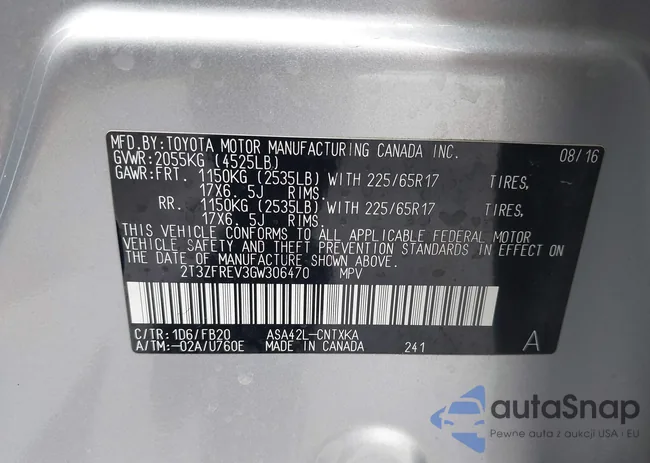 MFD.BY:TOYOTA MOTOR MANUFACTURING CANADA INC. 08/16
GVWR:2055KG (4525LB)
GAWR:FRT. 1150KG (2535LB) WITH 225/65R17 TIRES,
17X6. 5J RIMS.
RR. 1150KG (2535LB) WITH 225/65R17 TIRES,
17X6. 5J RIMS.
THIS VEHICLE CONFORMS TO ALL APPLICABLE FEDERAL MOTOR
VEHICLE SAFETY AND THEFT PREVENTION STANDARDS IN EFFECT ON
THE DATE OF MANUFACTURE SHOWN ABOVE.
2T3ZFREV3GW306470 MPV
C/TR:1D6/FB20 ASA42L-CNTXKA
A/TM:-02A/U760E MADE IN CANADA 241 A
autaSnap
Pewne auta z aukcji USA i EU